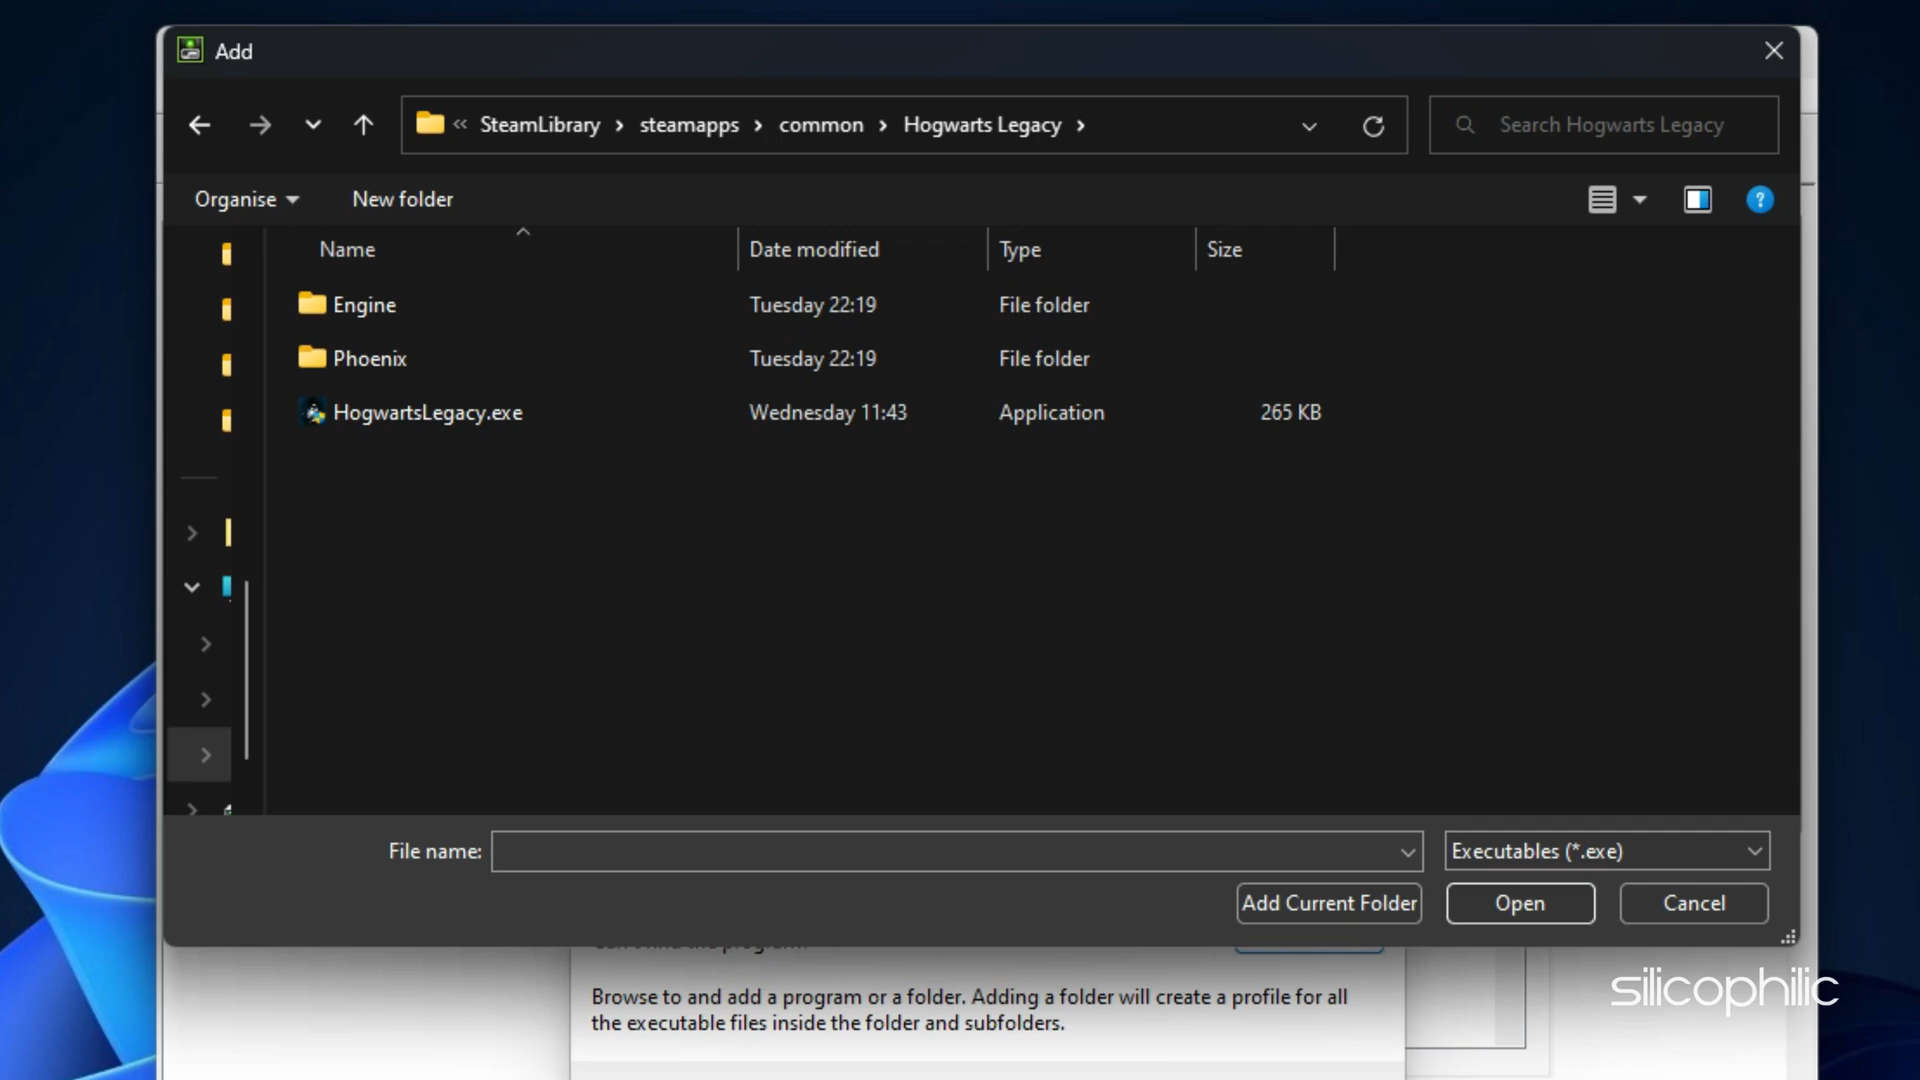 Add
« SteamLibrary > steamapps > common > Hogwarts Legacy >
Search Hogwarts Legacy
Organise
New folder
?
Name
Date modified
Type
Size
Engine
Tuesday 22:19
File folder
Phoenix
Tuesday 22:19
File folder
HogwartsLegacy.exe
Wednesday 11:43
Application
265 KB
File name:
Executables (*.exe)
Add Current Folder
Open
Cancel
Browse to and add a program or a folder. Adding a folder will create a profile for all
the executable files inside the folder and subfolders.
silicophilic